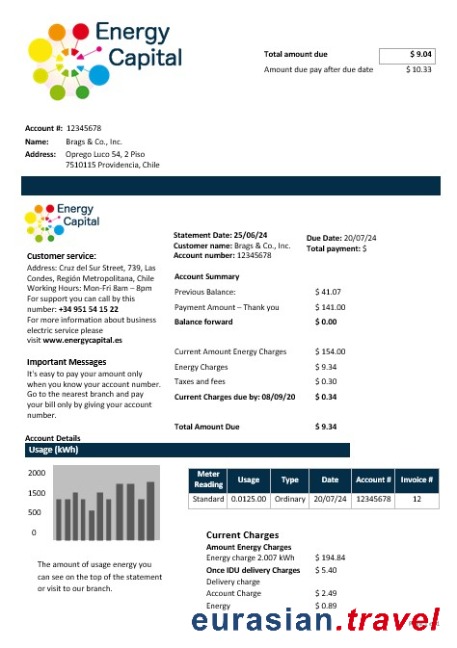 Energy
Capital
Total amount due $ 9.04
Amount due pay after due date $ 10.33
Account #: 12345678
Name: Brags & Co., Inc.
Address: Oprego Luco 54, 2 Piso
7510115 Providencia, Chile
Energy
Capital
Statement Date: 25/06/24
Customer name: Brags & Co., Inc.
Account number: 12345678
Due Date: 20/07/24
Total payment: $
Customer service:
Address: Cruz del Sur Street, 739, Las
Condes, Región Metropolitana, Chile
Working Hours: Mon-Fri 8am – 8pm
For support you can call by this
number: +34 951 54 15 22
For more information about business
electric service please
visit www.energycapital.es
Important Messages
It's easy to pay your amount only
when you know your account number.
Go to the nearest branch and pay
your bill only by giving your account
number.
Account Summary
Previous Balance: $ 41.07
Payment Amount – Thank you $ 141.00
Balance forward $ 0.00
Current Amount Energy Charges $ 154.00
Energy Charges $ 9.34
Taxes and fees $ 0.30
Current Charges due by: 08/09/20 $ 0.34
Total Amount Due $ 9.34
Account Details
Usage (kWh)
2000
1500
500
0
Meter Reading Usage Type Date Account # Invoice #
Standard 0.0125.00 Ordinary 20/07/24 12345678 12
The amount of usage energy you
can see on the top of the statement
or visit to our branch.
Current Charges
Amount Energy Charges
Energy charge 2.007 kWh $ 194.84
Once IDU delivery Charges $ 5.40
Delivery charge
Account Charge $ 2.49
Energy $ 0.89
eurasian.travel